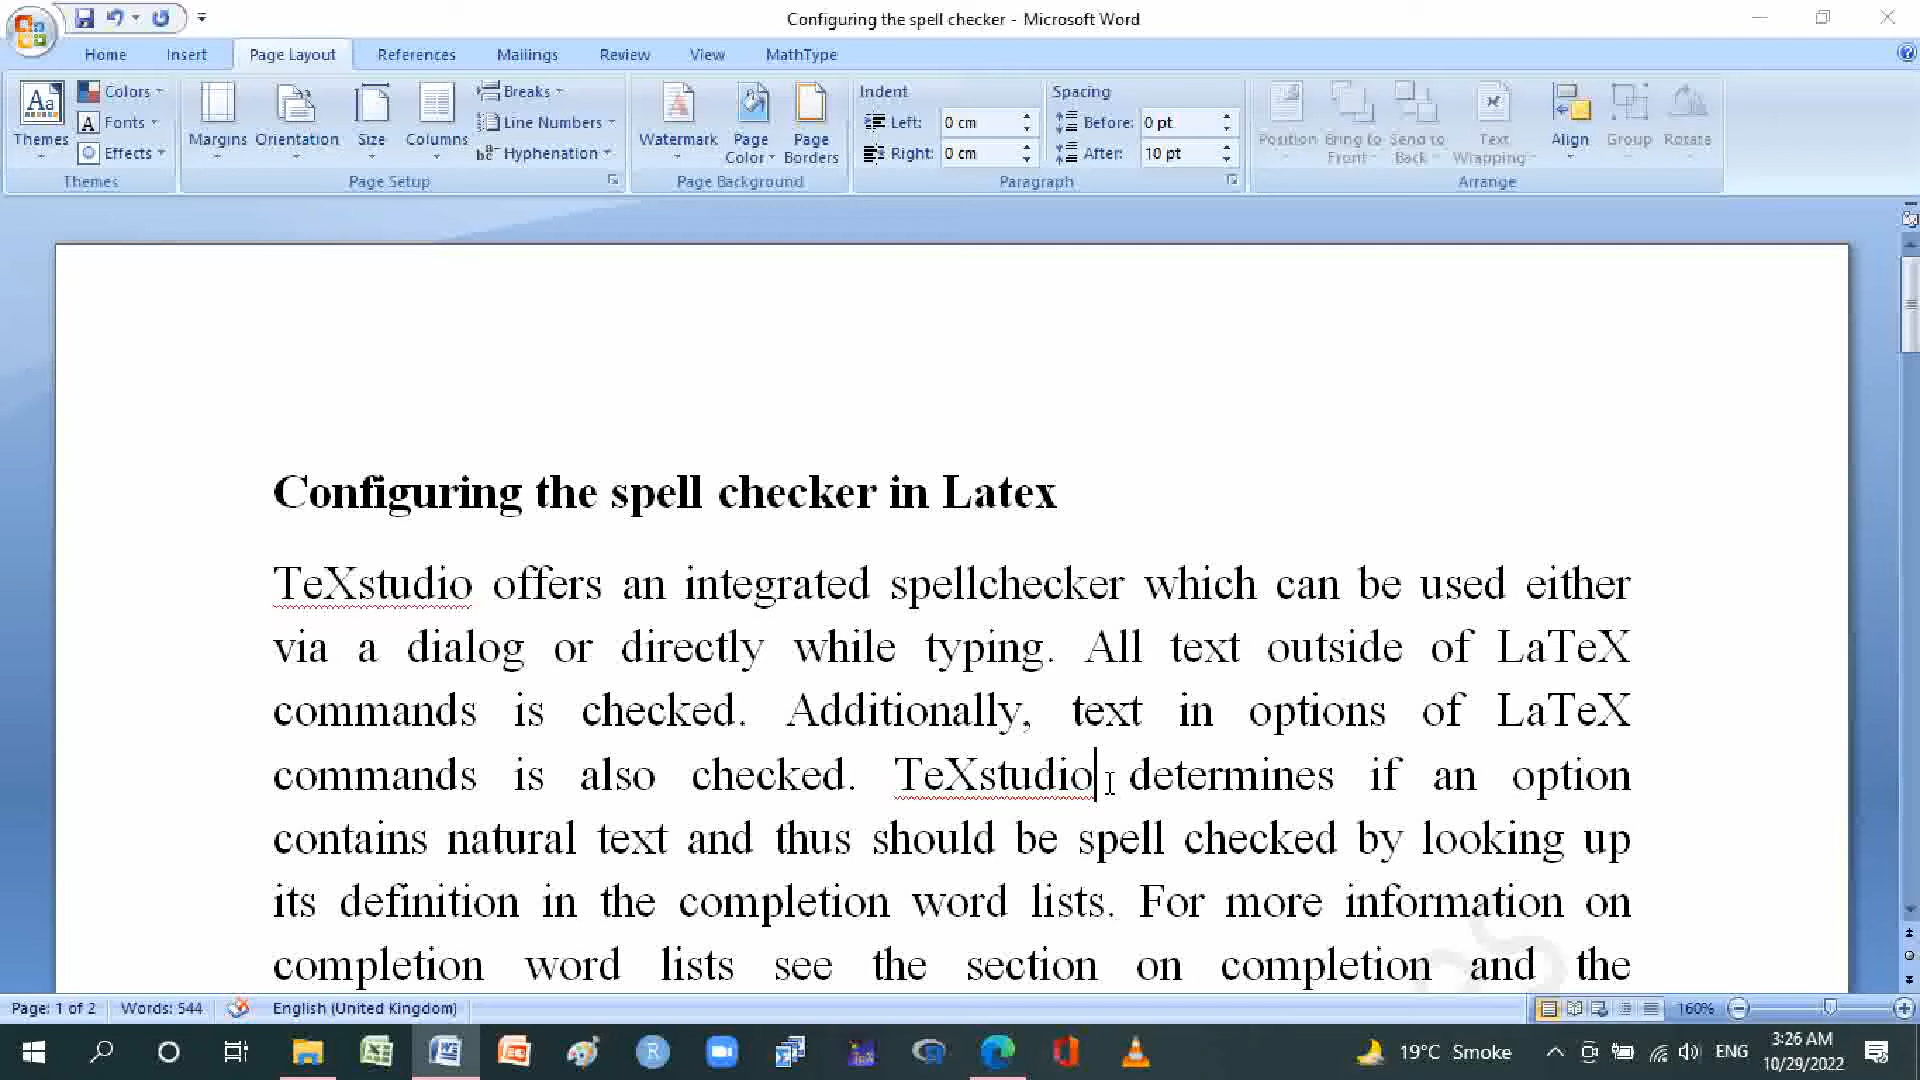 Configuring the spell checker - Microsoft Word
Home Insert Page Layout References Mailings Review View MathType
Themes
Colors
Fonts
Effects
Themes
Margins Orientation Size Columns
Breaks
Line Numbers
Hyphenation
Page Setup
Watermark Page Color Page Borders
Page Background
Indent
Left: 0 cm
Right: 0 cm
Spacing
Before: 0 pt
After: 10 pt
Paragraph
Position Bring to Front Send to Back Text Wrapping Align Group Rotate
Arrange
Configuring the spell checker in Latex
TeXstudio offers an integrated spellchecker which can be used either
via a dialog or directly while typing. All text outside of LaTeX
commands is checked. Additionally, text in options of LaTeX
commands is also checked. TeXstudio determines if an option
contains natural text and thus should be spell checked by looking up
its definition in the completion word lists. For more information on
completion word lists see the section on completion and the
Page: 1 of 2 Words: 544 English (United Kingdom) 160%
19°C Smoke ENG 3:26 AM
10/29/2022